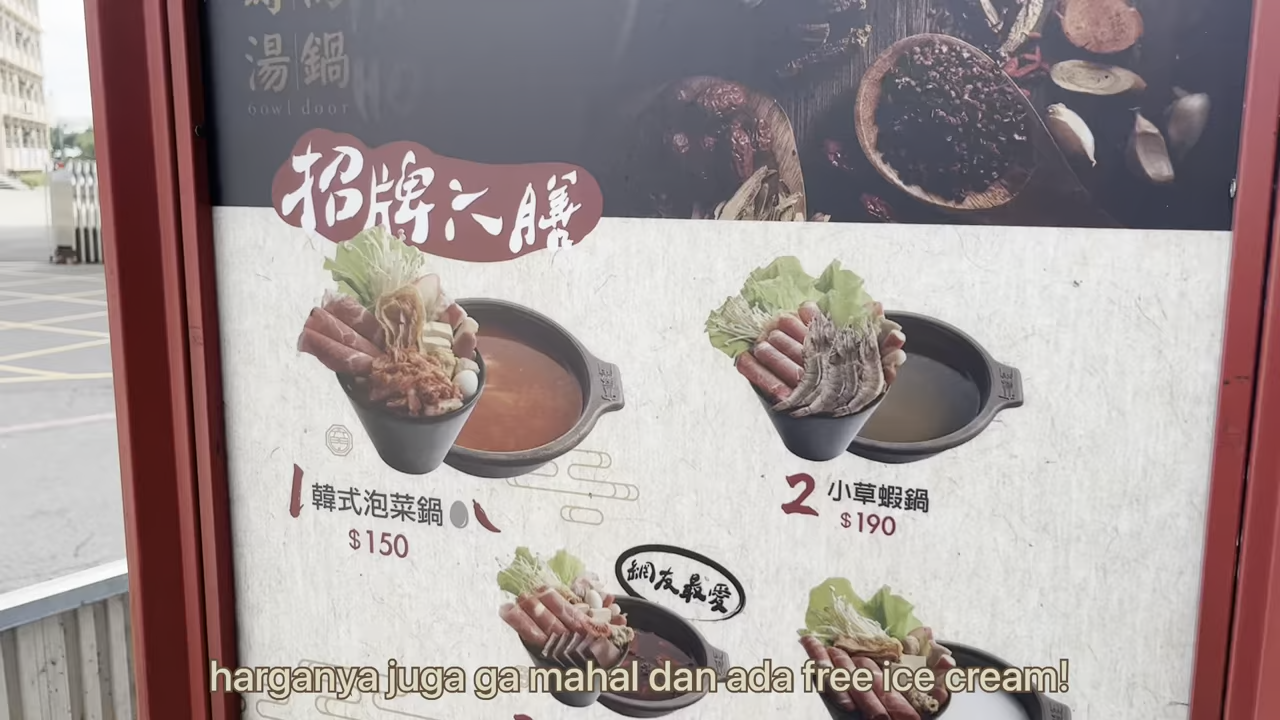 湯鍋
bowl door
招牌六膳
1 韓式泡菜鍋
$150
2 小草蝦鍋
$190
網友最愛
harganya juga ga mahal dan ada free ice cream!